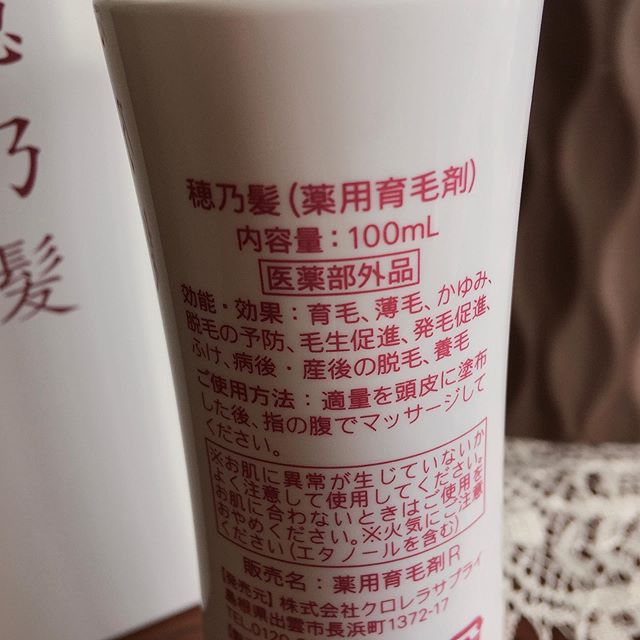 穂乃髪
穂乃髪(薬用育毛剤)
内容量:100mL
医薬部外品
効能・効果:育毛、薄毛、かゆみ、
脱毛の予防、毛生促進、発毛促進、
ふけ、病後・産後の脱毛、養毛
ご使用方法:適量を頭皮に塗布
した後、指の腹でマッサージして
ください。
※お肌に異常が生じていないか
よく注意して使用してください。
お肌に合わないときはご使用を
おやめください。※火気にご注意
ください(エタノールを含む)
販売名:薬用育毛剤R
[発売元]株式会社クロレラサプライ
島根県出雲市長浜町1372-17
TEL.0120-